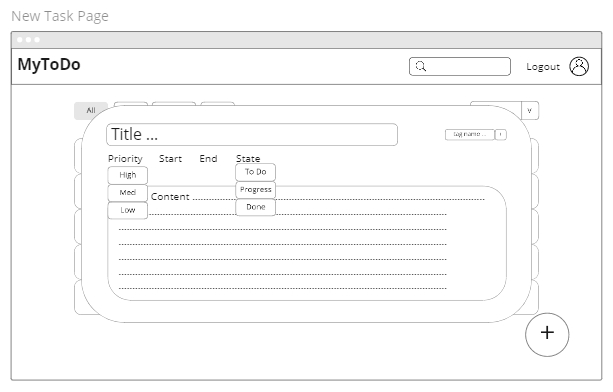 New Task Page
MyToDo
Logout
All
v
Title ...
tag name ...
Priority Start End State
High
To Do
Med
Progress
Content
Low
Done
+